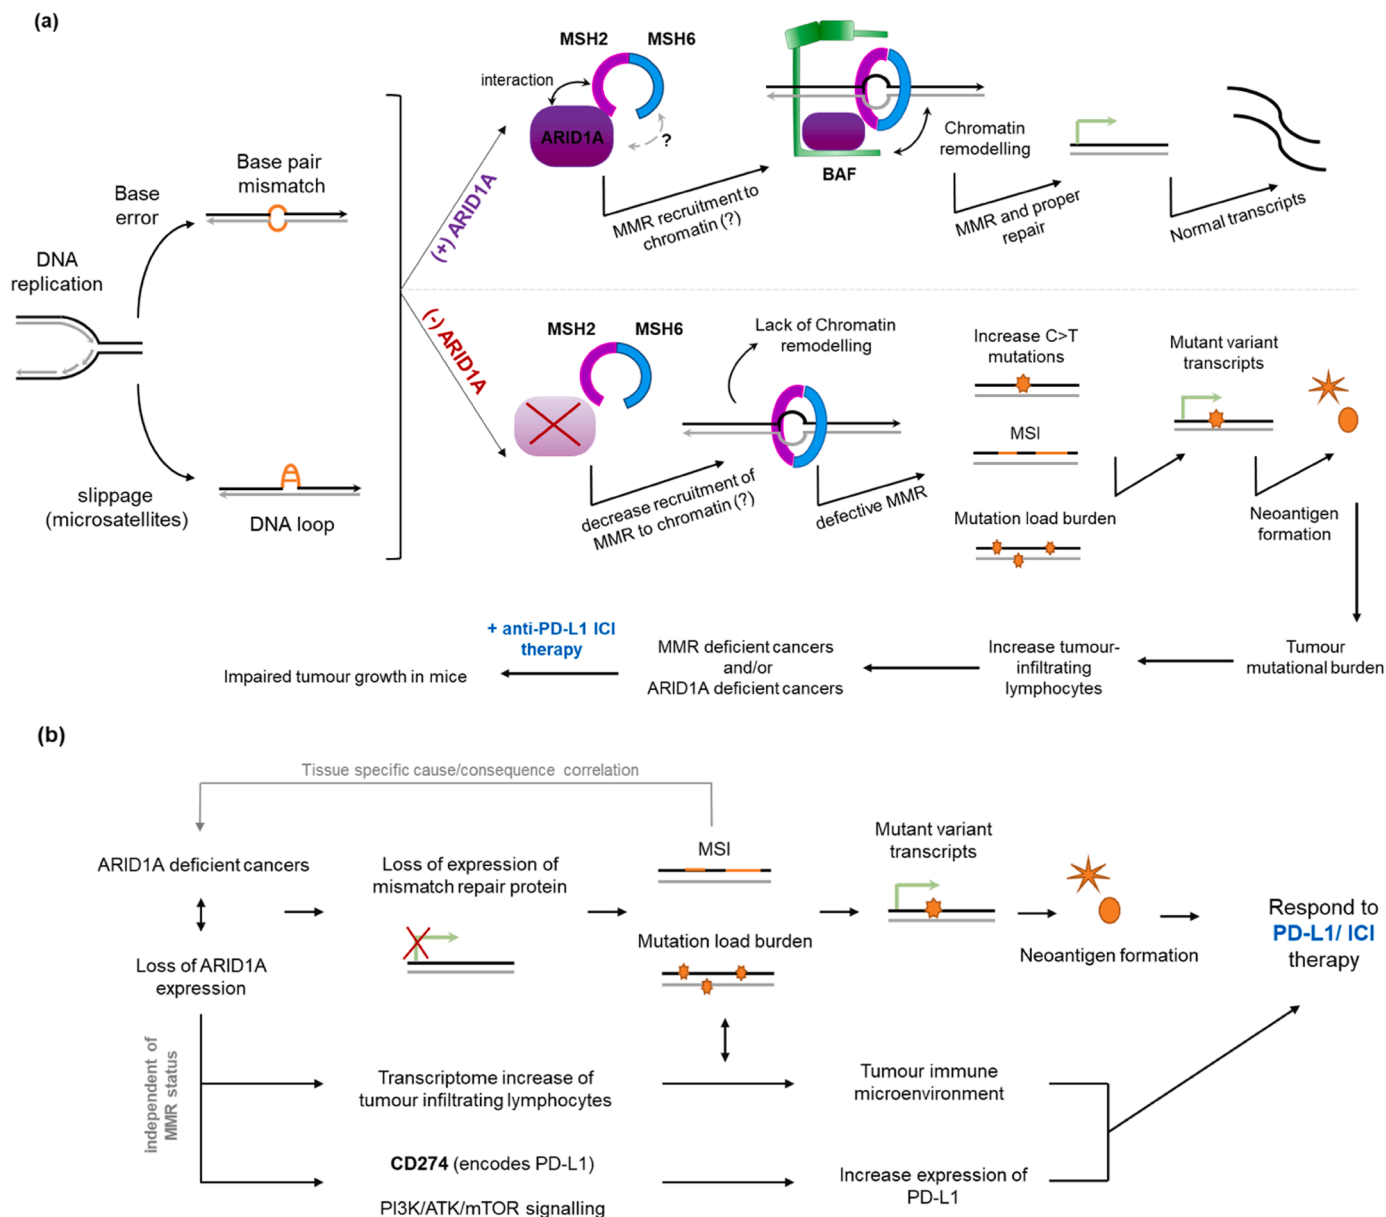 (a)
MSH2
MSH6
interaction
ARID1A
?
BAF
Chromatin
remodelling
Base pair
mismatch
Base
error
DNA
replication
slippage
(microsatellites)
DNA loop
(+) ARID1A
MMR recruitment to
chromatin (?)
MMR and proper
repair
Normal transcripts
(-) ARID1A
MSH2
MSH6
Lack of Chromatin
remodelling
decrease recruitment of
MMR to chromatin (?)
defective MMR
Increase C>T
mutations
MSI
Mutation load burden
Mutant variant
transcripts
Neoantigen
formation
Tumour
mutational burden
Increase tumour-
infiltrating
lymphocytes
MMR deficient cancers
and/or
ARID1A deficient cancers
+ anti-PD-L1 ICI
therapy
Impaired tumour growth in mice
(b)
Tissue specific cause/consequence correlation
ARID1A deficient cancers
Loss of ARID1A
expression
Loss of expression of
mismatch repair protein
MSI
Mutation load burden
Mutant variant
transcripts
Neoantigen formation
Respond to
PD-L1/ ICI
therapy
independent of
MMR status
Transcriptome increase of
tumour infiltrating lymphocytes
Tumour immune
microenvironment
CD274 (encodes PD-L1)
PI3K/ATK/mTOR signalling
Increase expression of
PD-L1